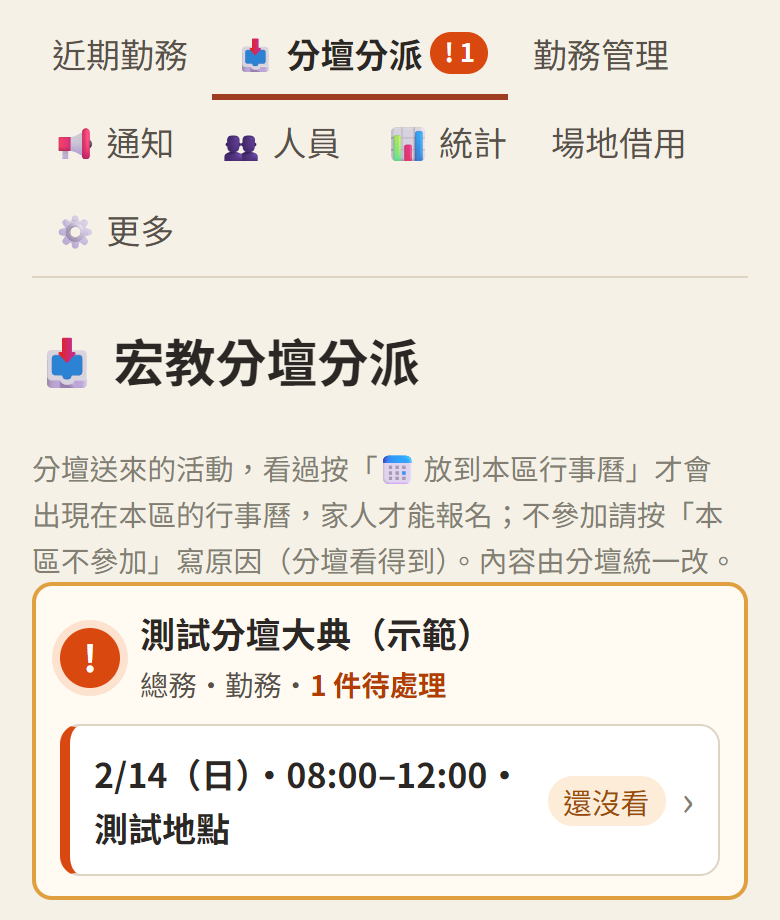 近期勤務 分壇分派 !1 勤務管理
通知 人員 統計 場地借用
更多
宏教分壇分派
分壇送來的活動，看過按「 放到本區行事曆」才會
出現在本區的行事曆，家人才能報名；不參加請按「本
區不參加」寫原因（分壇看得到）。內容由分壇統一改。
! 測試分壇大典（示範）
總務・勤務・1 件待處理
2/14（日）・08:00–12:00・
測試地點
還沒看 ›